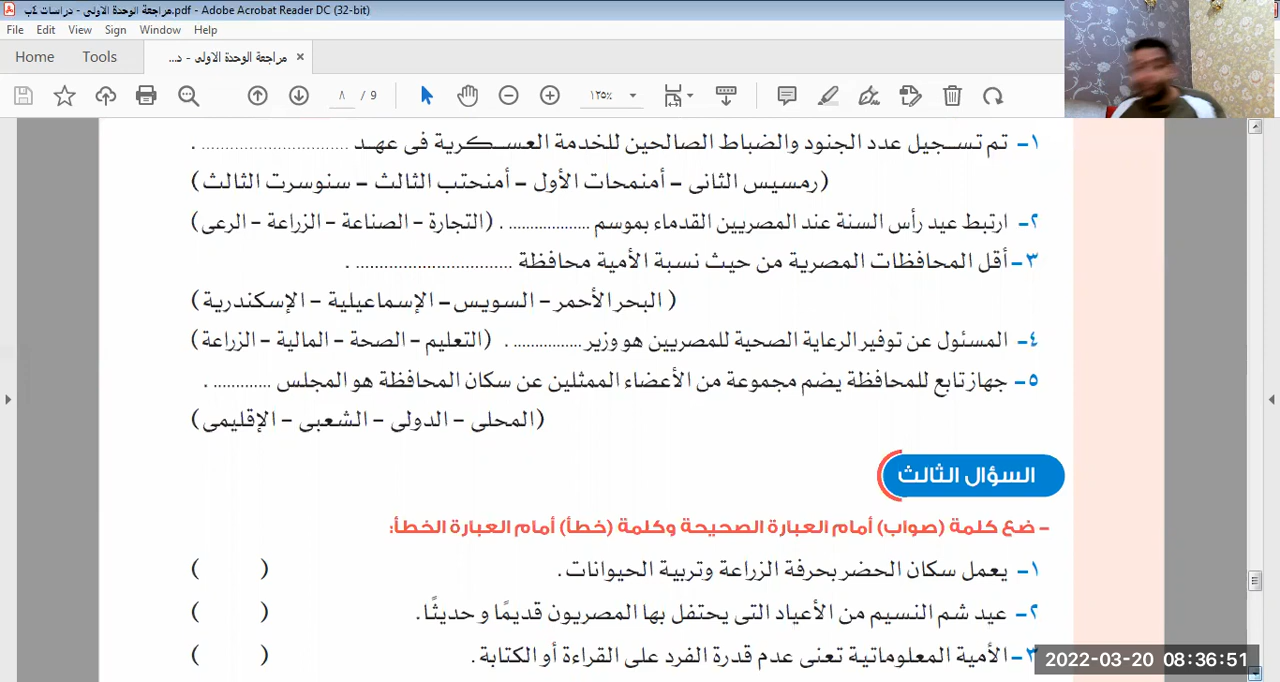 مراجعة الوحدة الاولى - دراسات ٤ب.pdf - Adobe Acrobat Reader DC (32-bit)
File Edit View Sign Window Help
Home Tools مراجعة الوحدة الاولى - د... ×
٨ / 9 ١٢٥٪
١- تم تسجيل عدد الجنود والضباط الصالحين للخدمة العسكرية فى عهد ............................ .
(رمسيس الثانى – أمنمحات الأول – أمنحتب الثالث – سنوسرت الثالث)
٢- ارتبط عيد رأس السنة عند المصريين القدماء بموسم .................. . (التجارة – الصناعة – الزراعة – الرعى)
٣- أقل المحافظات المصرية من حيث نسبة الأمية محافظة .............................. .
( البحر الأحمر – السويس – الإسماعيلية – الإسكندرية)
٤- المسئول عن توفير الرعاية الصحية للمصريين هو وزير ............... . (التعليم – الصحة – المالية – الزراعة)
٥- جهاز تابع للمحافظة يضم مجموعة من الأعضاء الممثلين عن سكان المحافظة هو المجلس ............ .
(المحلى – الدولى – الشعبى – الإقليمى)
السؤال الثالث
- ضع كلمة (صواب) أمام العبارة الصحيحة وكلمة (خطأ) أمام العبارة الخطأ:
١- يعمل سكان الحضر بحرفة الزراعة وتربية الحيوانات. ( )
٢- عيد شم النسيم من الأعياد التى يحتفل بها المصريون قديمًا و حديثًا. ( )
٣- الأمية المعلوماتية تعنى عدم قدرة الفرد على القراءة أو الكتابة. ( )
2022-03-20 08:36:51